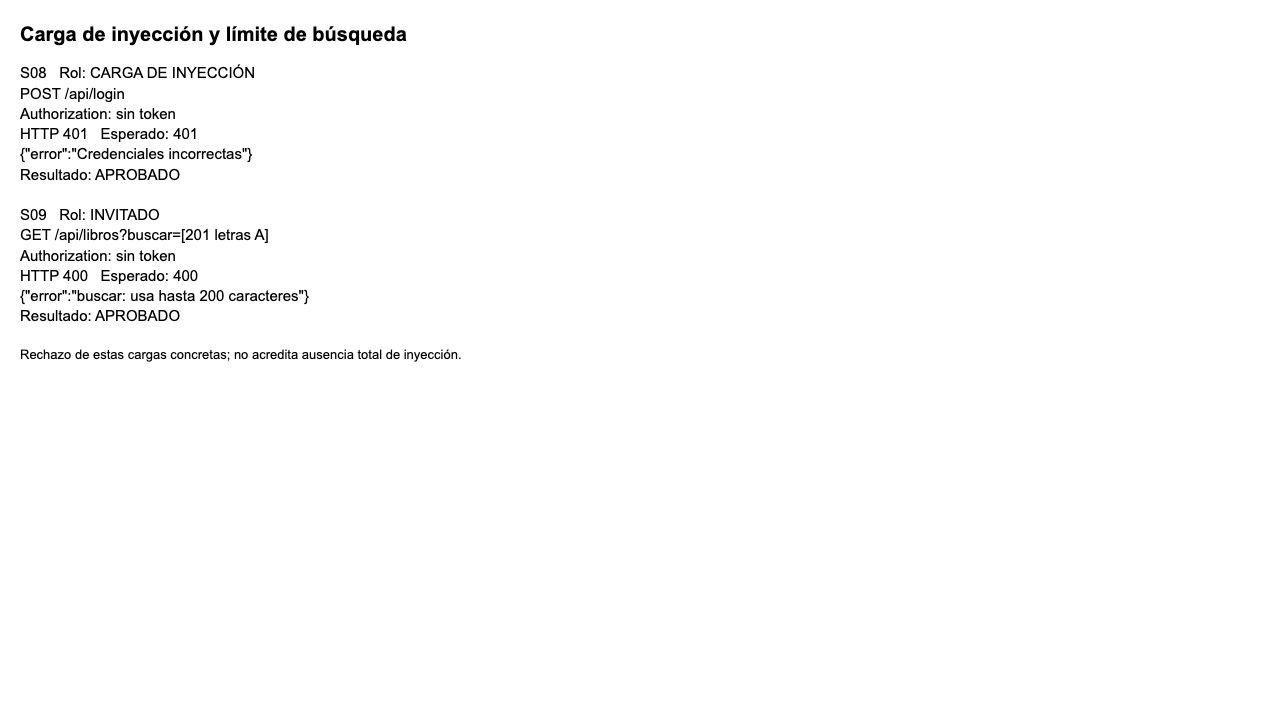 Carga de inyección y límite de búsqueda
S08   Rol: CARGA DE INYECCIÓN
POST /api/login
Authorization: sin token
HTTP 401   Esperado: 401
{"error":"Credenciales incorrectas"}
Resultado: APROBADO
S09   Rol: INVITADO
GET /api/libros?buscar=[201 letras A]
Authorization: sin token
HTTP 400   Esperado: 400
{"error":"buscar: usa hasta 200 caracteres"}
Resultado: APROBADO
Rechazo de estas cargas concretas; no acredita ausencia total de inyección.